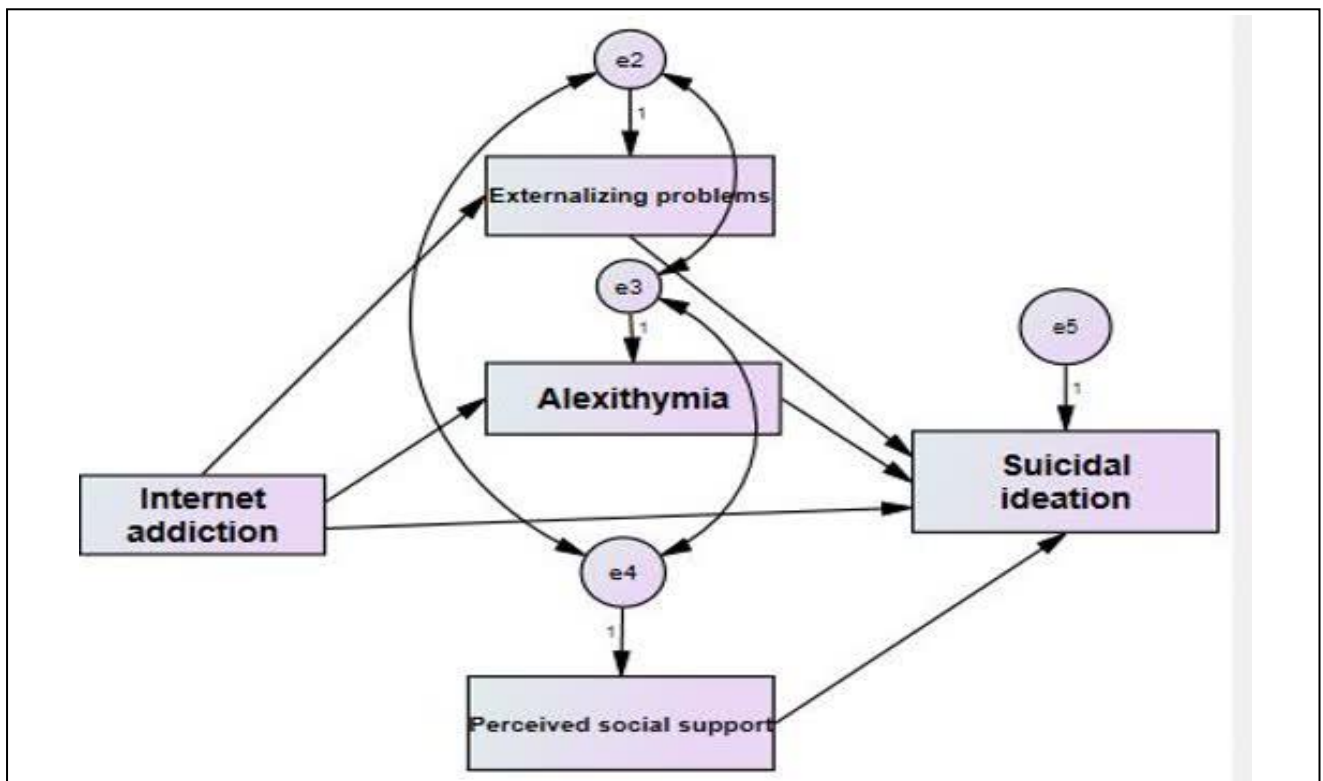 e2
1
Externalizing problems
e3
1
Alexithymia
e5
1
Suicidal
ideation
Internet
addiction
e4
1
Perceived social support